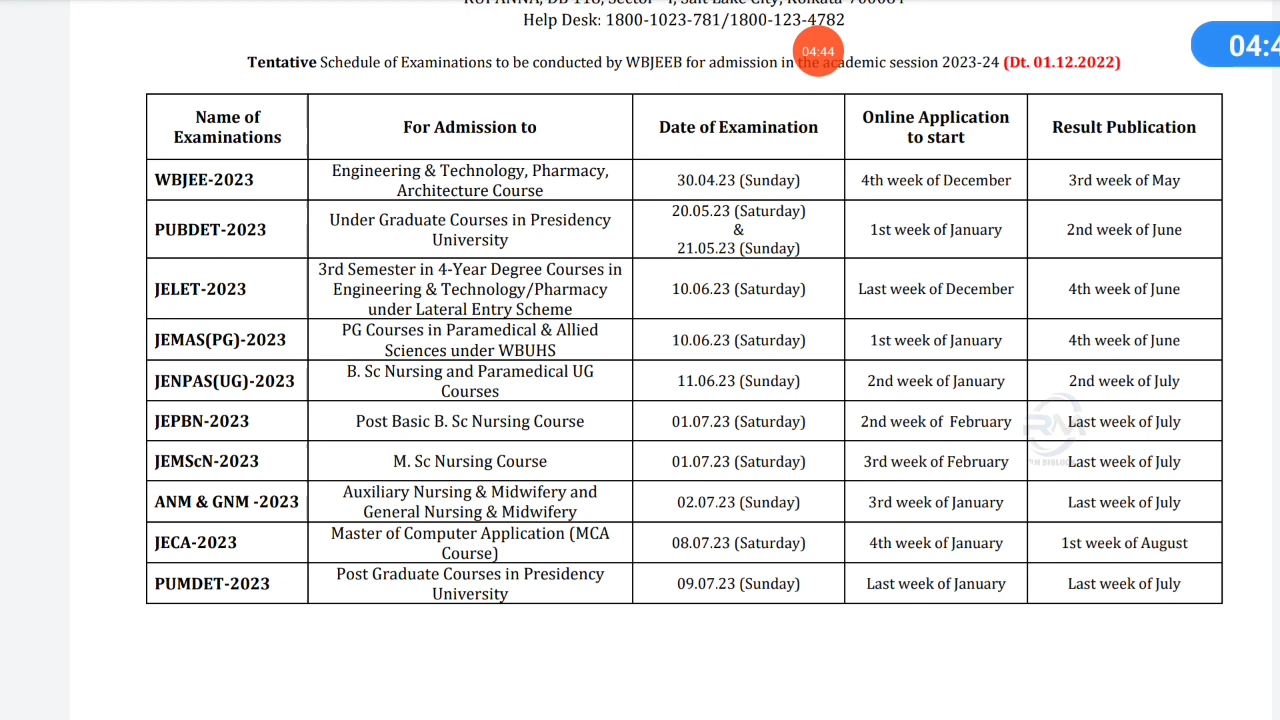 Help Desk: 1800-1023-781/1800-123-4782
04:44
Tentative Schedule of Examinations to be conducted by WBJEEB for admission in the academic session 2023-24 (Dt. 01.12.2022)
Name of Examinations | For Admission to | Date of Examination | Online Application to start | Result Publication
WBJEE-2023 | Engineering & Technology, Pharmacy, Architecture Course | 30.04.23 (Sunday) | 4th week of December | 3rd week of May
PUBDET-2023 | Under Graduate Courses in Presidency University | 20.05.23 (Saturday) & 21.05.23 (Sunday) | 1st week of January | 2nd week of June
JELET-2023 | 3rd Semester in 4-Year Degree Courses in Engineering & Technology/Pharmacy under Lateral Entry Scheme | 10.06.23 (Saturday) | Last week of December | 4th week of June
JEMAS(PG)-2023 | PG Courses in Paramedical & Allied Sciences under WBUHS | 10.06.23 (Saturday) | 1st week of January | 4th week of June
JENPAS(UG)-2023 | B. Sc Nursing and Paramedical UG Courses | 11.06.23 (Sunday) | 2nd week of January | 2nd week of July
JEPBN-2023 | Post Basic B. Sc Nursing Course | 01.07.23 (Saturday) | 2nd week of February | Last week of July
JEMScN-2023 | M. Sc Nursing Course | 01.07.23 (Saturday) | 3rd week of February | Last week of July
ANM & GNM -2023 | Auxiliary Nursing & Midwifery and General Nursing & Midwifery | 02.07.23 (Sunday) | 3rd week of January | Last week of July
JECA-2023 | Master of Computer Application (MCA Course) | 08.07.23 (Saturday) | 4th week of January | 1st week of August
PUMDET-2023 | Post Graduate Courses in Presidency University | 09.07.23 (Sunday) | Last week of January | Last week of July